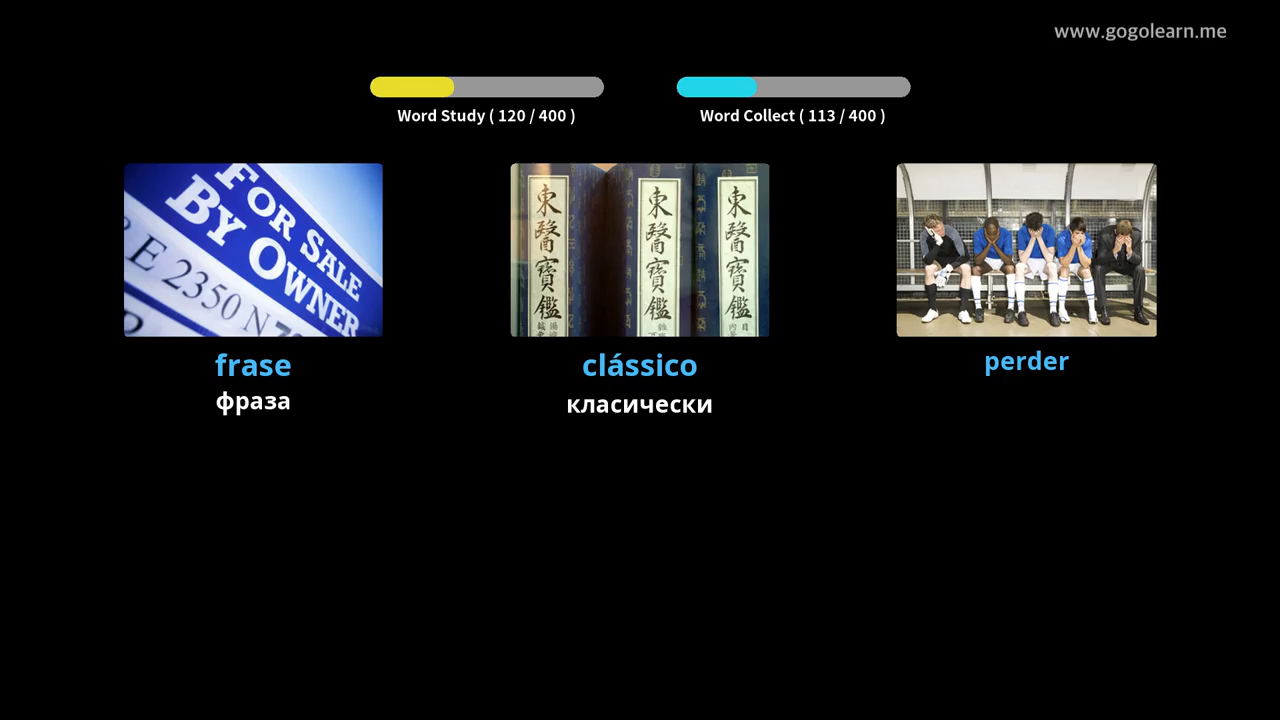 www.gogolearn.me
Word Study ( 120 / 400 )
Word Collect ( 113 / 400 )
FOR SALE
BY OWNER
E 2350 N
東醫寶鑑
東醫寶鑑
東醫寶鑑
frase
clássico
perder
фраза
класически